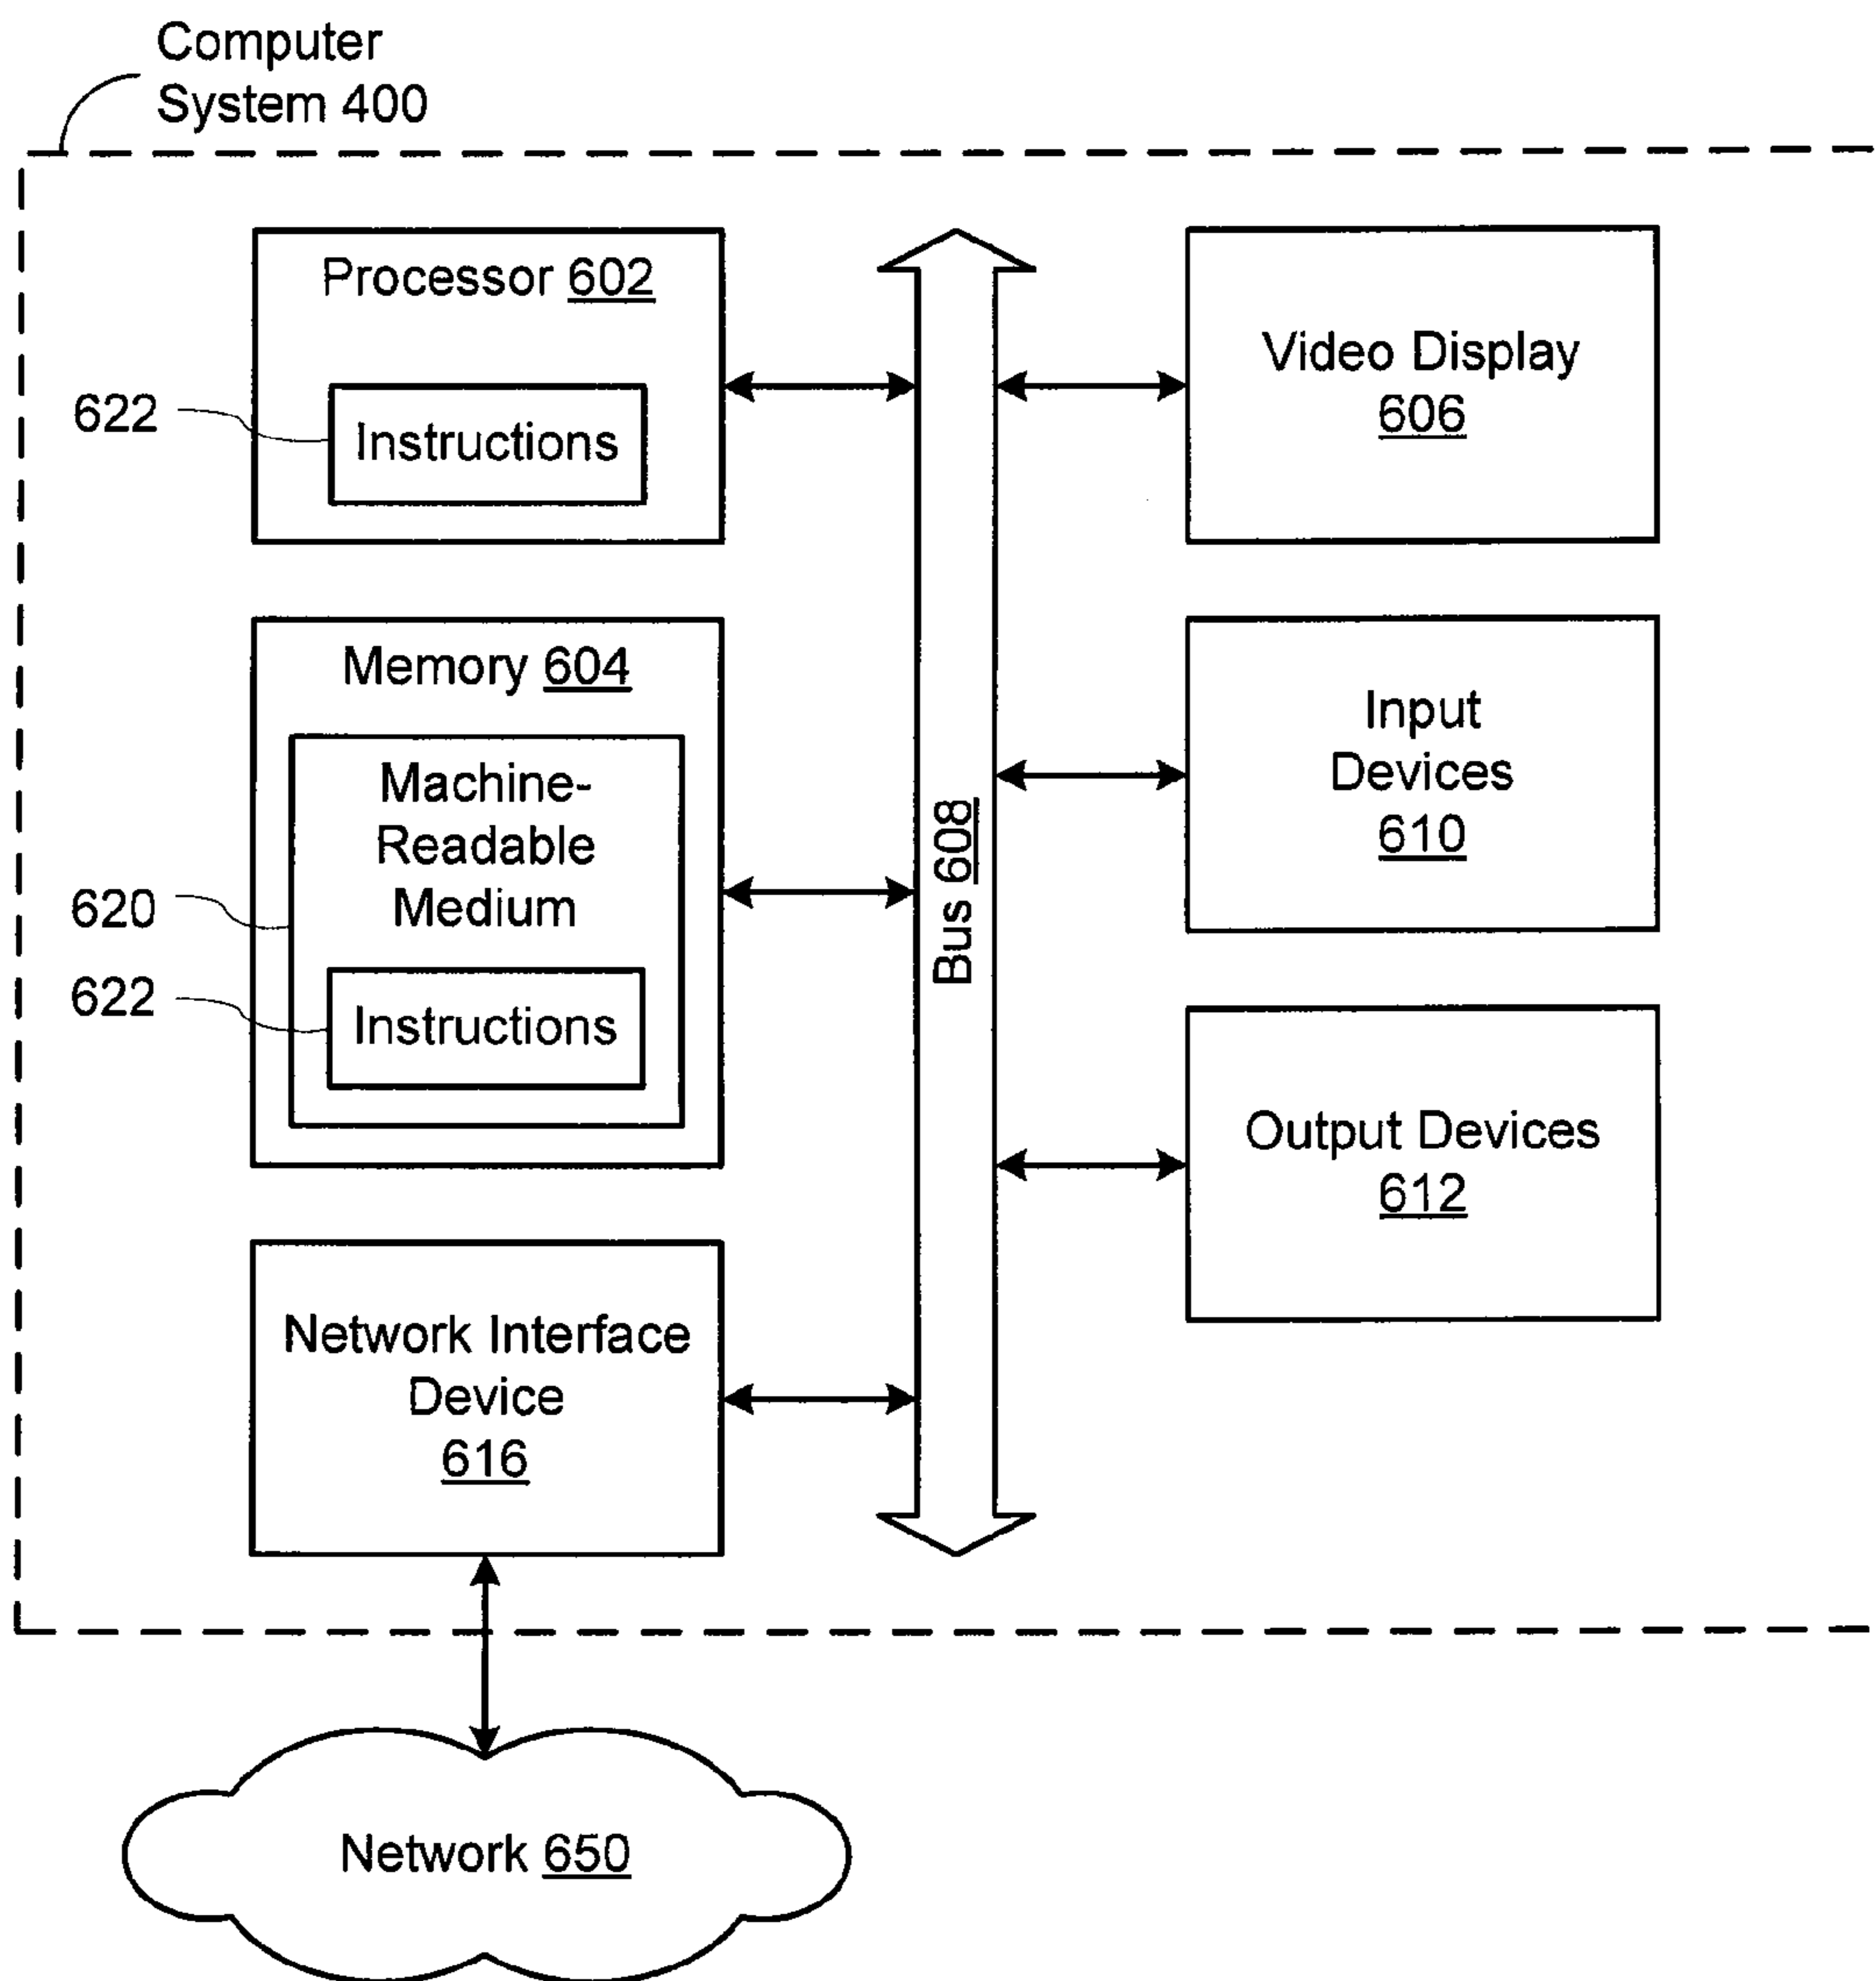 Computer
System 400
Processor 602
622
Instructions
Memory 604
Machine-
Readable
Medium
620
622
Instructions
Network Interface
Device
616
Bus 608
Video Display
606
Input
Devices
610
Output Devices
612
Network 650